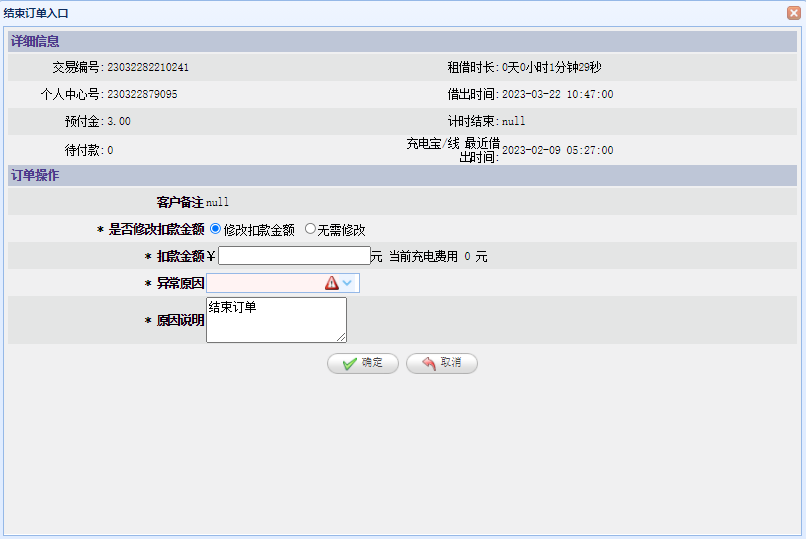 结束订单入口
详细信息
交易编号: 23032282210241 租借时长: 0天0小时1分钟29秒
个人中心号: 230322879095 借出时间: 2023-03-22 10:47:00
预付金: 3.00 计时结束: null
待付款: 0 充电宝/线 最近借
出时间: 2023-02-09 05:27:00
订单操作
客户备注 null
* 是否修改扣款金额 修改扣款金额 无需修改
* 扣款金额 ¥ 元 当前充电费用 0 元
* 异常原因
* 原因说明 结束订单
确定 取消